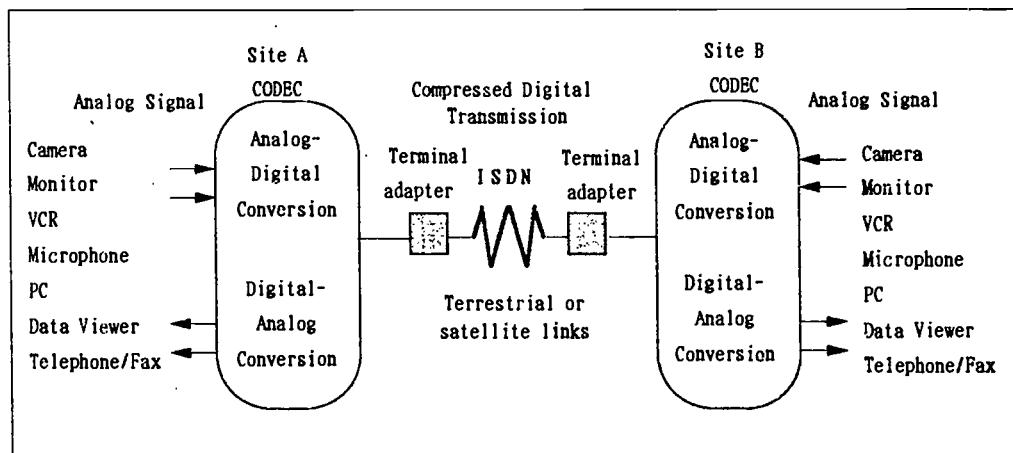 Site A
CODEC
Analog Signal
Camera
Monitor
VCR
Microphone
PC
Data Viewer
Telephone/Fax
Analog-
Digital
Conversion
Digital-
Analog
Conversion
Compressed Digital
Transmission
Terminal
adapter
ISDN
Terminal
adapter
Terrestrial or
satellite links
Site B
CODEC
Analog-
Digital
Conversion
Digital-
Analog
Conversion
Analog Signal
Camera
Monitor
VCR
Microphone
PC
Data Viewer
Telephone/Fax